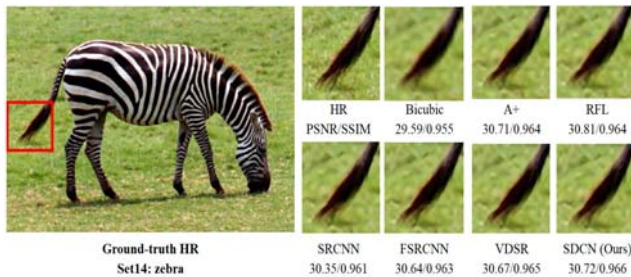 HR Bicubic A+ RFL
PSNR/SSIM 29.59/0.955 30.71/0.964 30.81/0.964
Ground-truth HR
Set14: zebra
SRCNN FSRCNN VDSR SDCN (Ours)
30.35/0.961 30.64/0.963 30.67/0.965 30.72/0.966